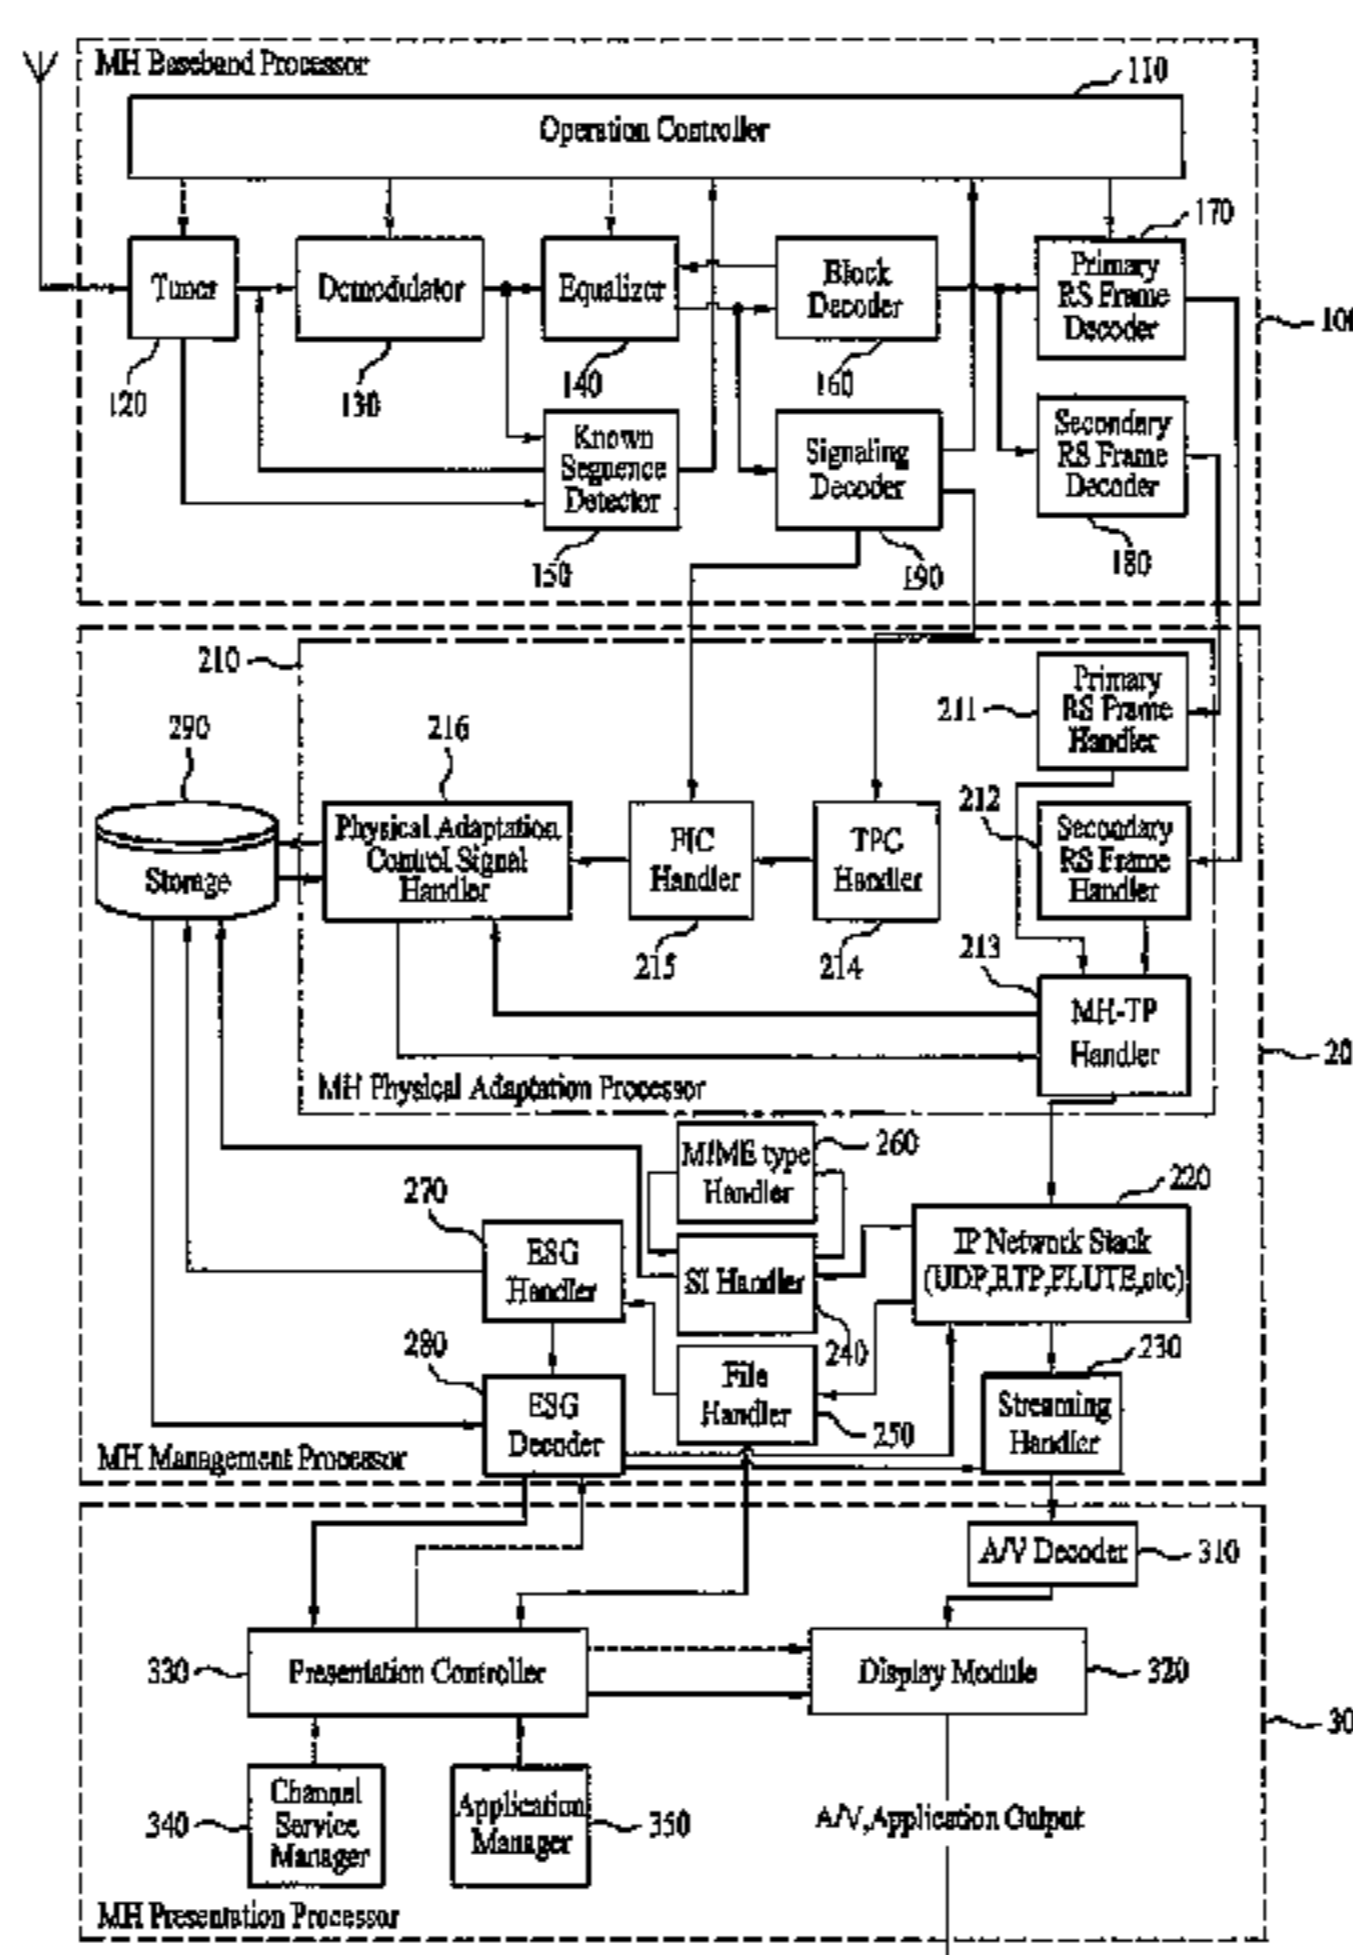 MH Baseband Processor
110
Operation Controller
170
Tuner
Demodulator
Equalizer
Block
Decoder
Primary
RS Frame
Decoder
120
130
140
160
Known
Sequence
Detector
Signaling
Decoder
Secondary
RS Frame
Decoder
150
190
180
210
Primary
RS Frame
Handler
211
290
216
212
Storage
Physical Adaptation
Control Signal
Handler
FIC
Handler
TPC
Handler
Secondary
RS Frame
Handler
215
214
213
MH-TP
Handler
MH Physical Adaptation Processor
MIME type
Handler
260
270
220
ESG
Handler
SI Handler
IP Network Stack
(UDP,RTP,FLUTE,etc)
280
240
230
File
Handler
250
ESG
Decoder
Streaming
Handler
MH Management Processor
A/V Decoder
310
330
Presentation Controller
Display Module
320
340
Channel
Service
Manager
Application
Manager
350
A/V,Application Output
MH Presentation Processor